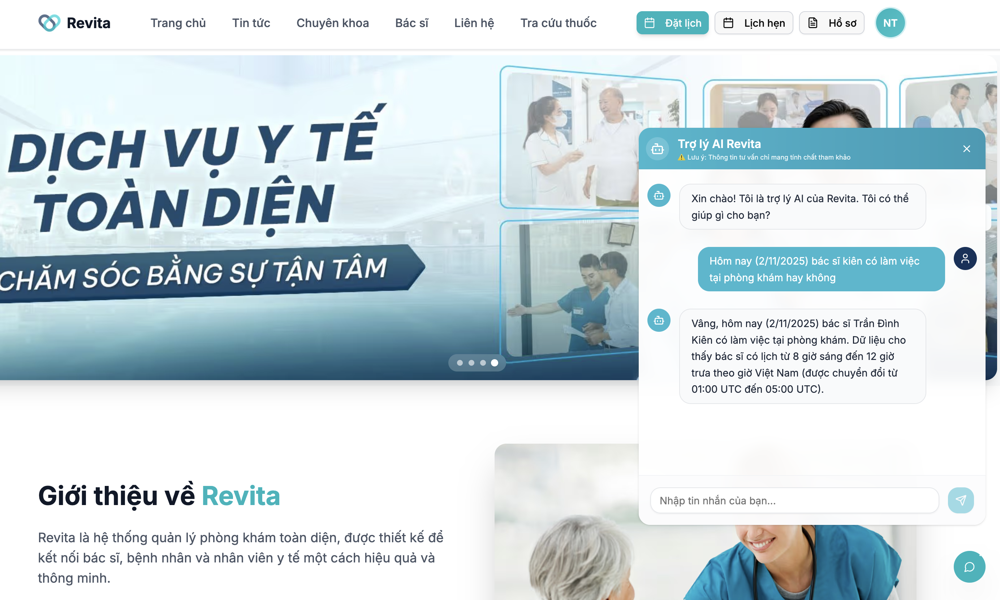 Revita
Trang chủ
Tin tức
Chuyên khoa
Bác sĩ
Liên hệ
Tra cứu thuốc
Đặt lịch
Lịch hẹn
Hồ sơ
NT
DỊCH VỤ Y TẾ
TOÀN DIỆN
CHĂM SÓC BẰNG SỰ TẬN TÂM
Trợ lý AI Revita
⚠️ Lưu ý: Thông tin tư vấn chỉ mang tính chất tham khảo
Xin chào! Tôi là trợ lý AI của Revita. Tôi có thể
giúp gì cho bạn?
Hôm nay (2/11/2025) bác sĩ kiên có làm việc
tại phòng khám hay không
Vâng, hôm nay (2/11/2025) bác sĩ Trần Đình
Kiên có làm việc tại phòng khám. Dữ liệu cho
thấy bác sĩ có lịch từ 8 giờ sáng đến 12 giờ
trưa theo giờ Việt Nam (được chuyển đổi từ
01:00 UTC đến 05:00 UTC).
Nhập tin nhắn của bạn...
Giới thiệu về Revita
Revita là hệ thống quản lý phòng khám toàn diện, được thiết kế để
kết nối bác sĩ, bệnh nhân và nhân viên y tế một cách hiệu quả và
thông minh.